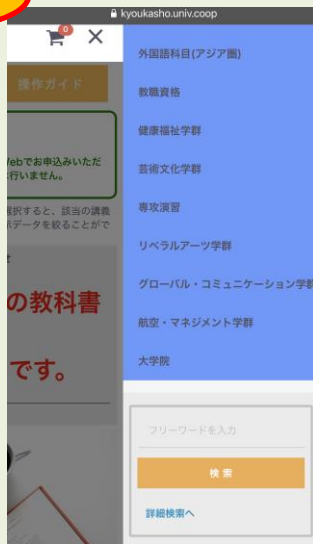 kyoukasho.univ.coop
0
×
操作ガイド
外国語科目(アジア圏)
教職資格
健康福祉学群
芸術文化学群
専攻演習
リベラルアーツ学群
グローバル・コミュニケーション学群
航空・マネジメント学群
大学院
Webでお申込みいただ
行いません。
選択すると、該当の講義
データを絞ることがで
の教科書
です。
フリーワードを入力
検索
詳細検索へ